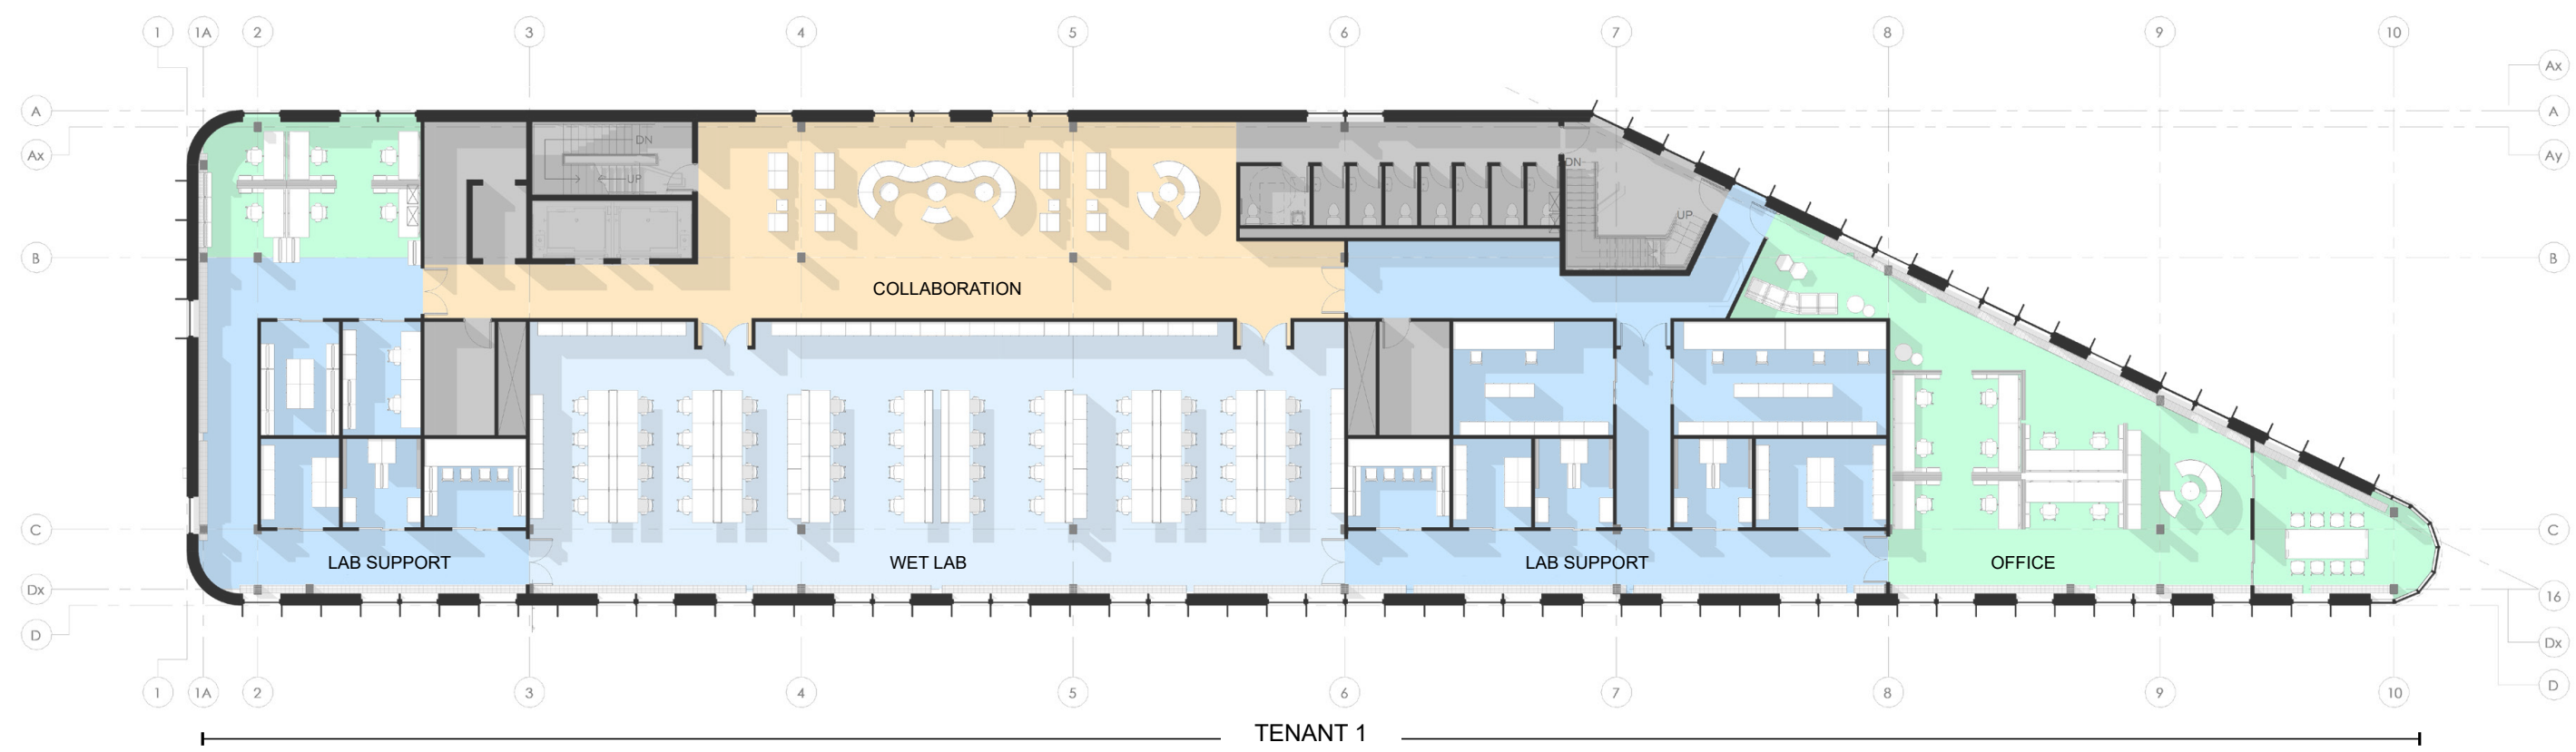 1 1A 2 3 4 5 6 7 8 9 10
Ax
A A
Ax Ay
DN
DN
UP
UP
B B
COLLABORATION
C C
LAB SUPPORT WET LAB LAB SUPPORT OFFICE
Dx 16
D Dx
D
1 1A 2 3 4 5 6 7 8 9 10
TENANT 1